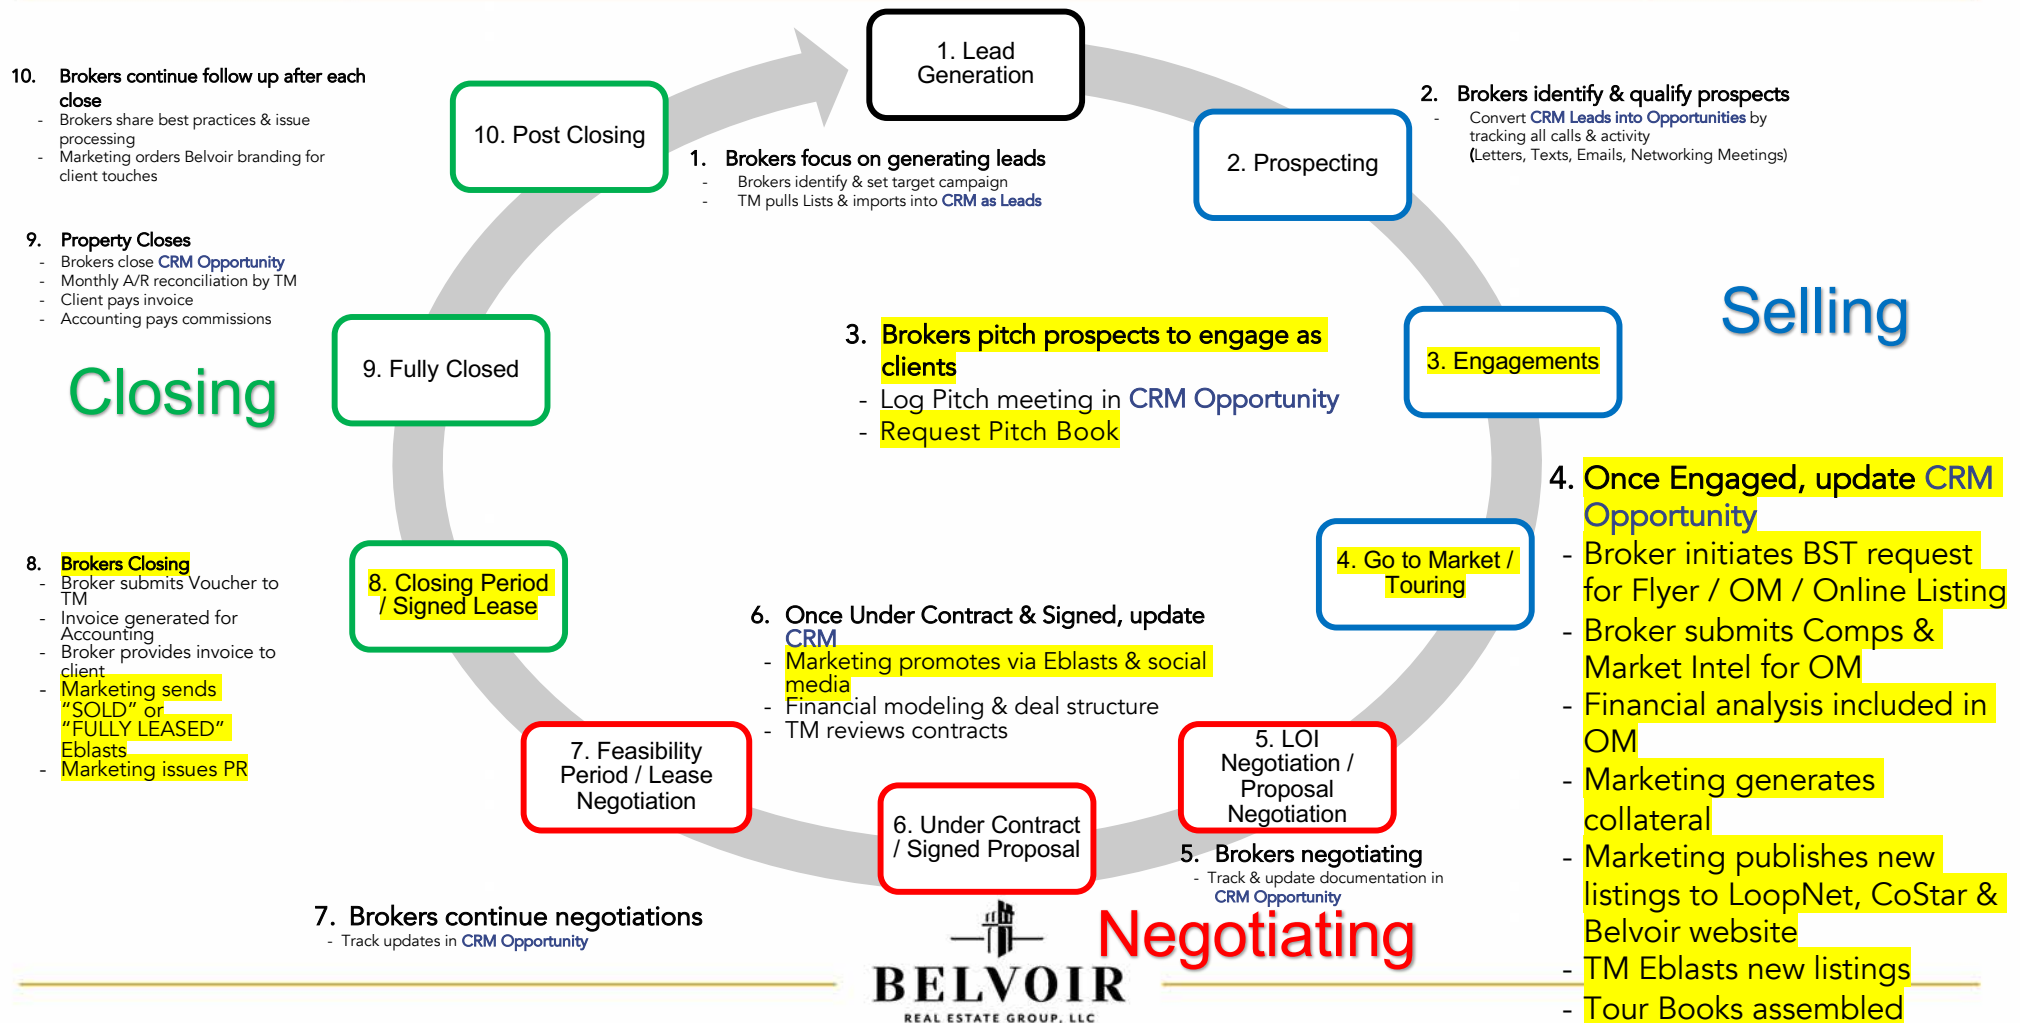 1. Lead
Generation
2. Prospecting
3. Engagements
4. Go to Market /
Touring
5. LOI
Negotiation /
Proposal
Negotiation
6. Under Contract
/ Signed Proposal
7. Feasibility
Period / Lease
Negotiation
8. Closing Period
/ Signed Lease
9. Fully Closed
10. Post Closing
1. Brokers focus on generating leads
- Brokers identify & set target campaign
- TM pulls Lists & imports into CRM as Leads
2. Brokers identify & qualify prospects
- Convert CRM Leads into Opportunities by
tracking all calls & activity
(Letters, Texts, Emails, Networking Meetings)
Selling
3. Brokers pitch prospects to engage as
clients
- Log Pitch meeting in CRM Opportunity
- Request Pitch Book
4. Once Engaged, update CRM
Opportunity
- Broker initiates BST request
for Flyer / OM / Online Listing
- Broker submits Comps &
Market Intel for OM
- Financial analysis included in
OM
- Marketing generates
collateral
- Marketing publishes new
listings to LoopNet, CoStar &
Belvoir website
- TM Eblasts new listings
- Tour Books assembled
5. Brokers negotiating
- Track & update documentation in
CRM Opportunity
Negotiating
6. Once Under Contract & Signed, update
CRM
- Marketing promotes via Eblasts & social
media
- Financial modeling & deal structure
- TM reviews contracts
7. Brokers continue negotiations
- Track updates in CRM Opportunity
8. Brokers Closing
- Broker submits Voucher to
TM
- Invoice generated for
Accounting
- Broker provides invoice to
client
- Marketing sends
“SOLD” or
“FULLY LEASED”
Eblasts
- Marketing issues PR
Closing
9. Property Closes
- Brokers close CRM Opportunity
- Monthly A/R reconciliation by TM
- Client pays invoice
- Accounting pays commissions
10. Brokers continue follow up after each
close
- Brokers share best practices & issue
processing
- Marketing orders Belvoir branding for
client touches
BELVOIR
REAL ESTATE GROUP, LLC